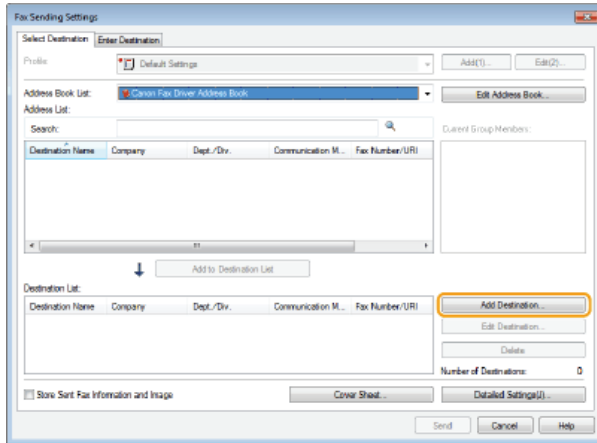 Fax Sending Settings
Select Destination Enter Destination
Profile: Default Settings Add(1)... Edit(2)...
Address Book List: Canon Fax Driver Address Book Edit Address Book...
Address List:
Search: Current Group Members:
Destination Name Company Dept./Div. Communication M... Fax Number/URI
Add to Destination List
Destination List:
Destination Name Company Dept./Div. Communication M... Fax Number/URI
Add Destination...
Edit Destination...
Delete
Number of Destinations: 0
Store Sent Fax Information and Image Cover Sheet... Detailed Settings(J)...
Send Cancel Help